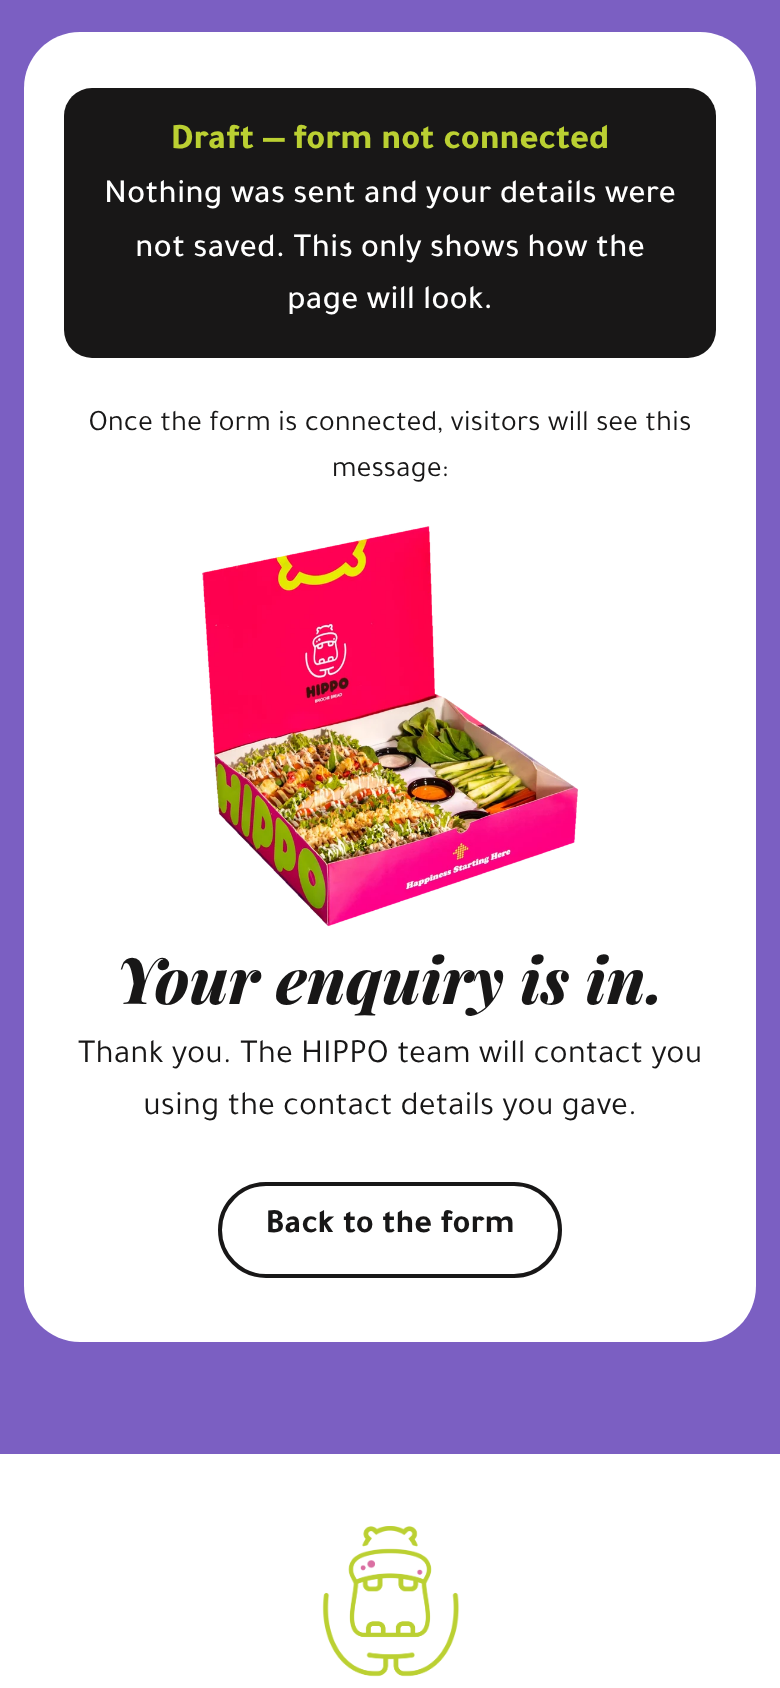 Draft — form not connected
Nothing was sent and your details were
not saved. This only shows how the
page will look.
Once the form is connected, visitors will see this
message:
HIPPO
HIPPO
Happiness Starting Here
Your enquiry is in.
Thank you. The HIPPO team will contact you
using the contact details you gave.
Back to the form